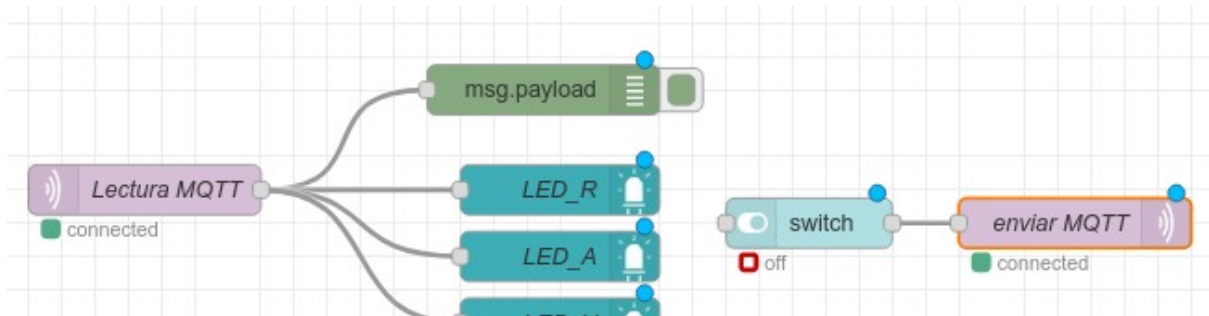 msg.payload
Lectura MQTT
connected
LED_R
LED_A
switch
off
enviar MQTT
connected